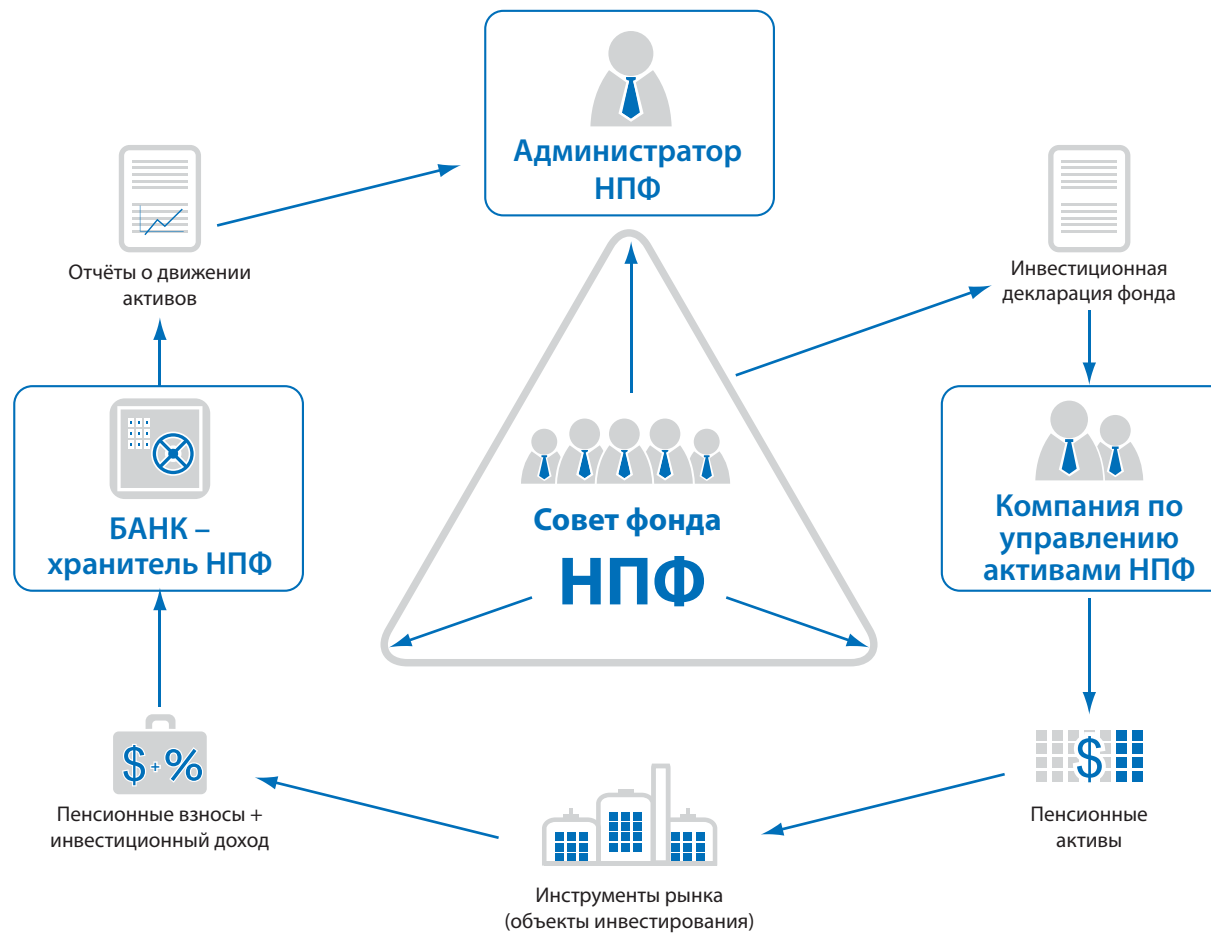 Администратор
НПФ
Отчёты о движении
активов
Инвестиционная
декларация фонда
БАНК –
хранитель НПФ
Совет фонда
НПФ
Компания по
управлению
активами НПФ
$+%
Пенсионные взносы +
инвестиционный доход
$
Пенсионные
активы
Инструменты рынка
(объекты инвестирования)